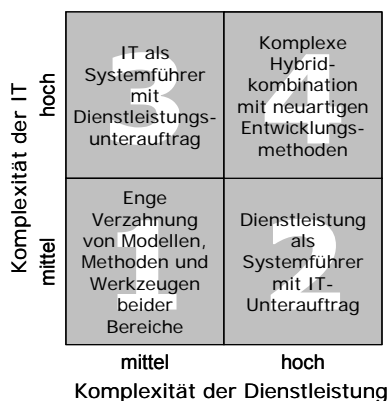 Komplexität der IT
hoch
mittel
3
IT als
Systemführer
mit
Dienstleistungs-
unterauftrag
4
Komplexe
Hybrid-
kombination
mit neuartigen
Entwicklungs-
methoden
1
Enge
Verzahnung
von Modellen,
Methoden und
Werkzeugen
beider
Bereiche
2
Dienstleistung
als
Systemführer
mit IT-
Unterauftrag
mittel
hoch
Komplexität der Dienstleistung